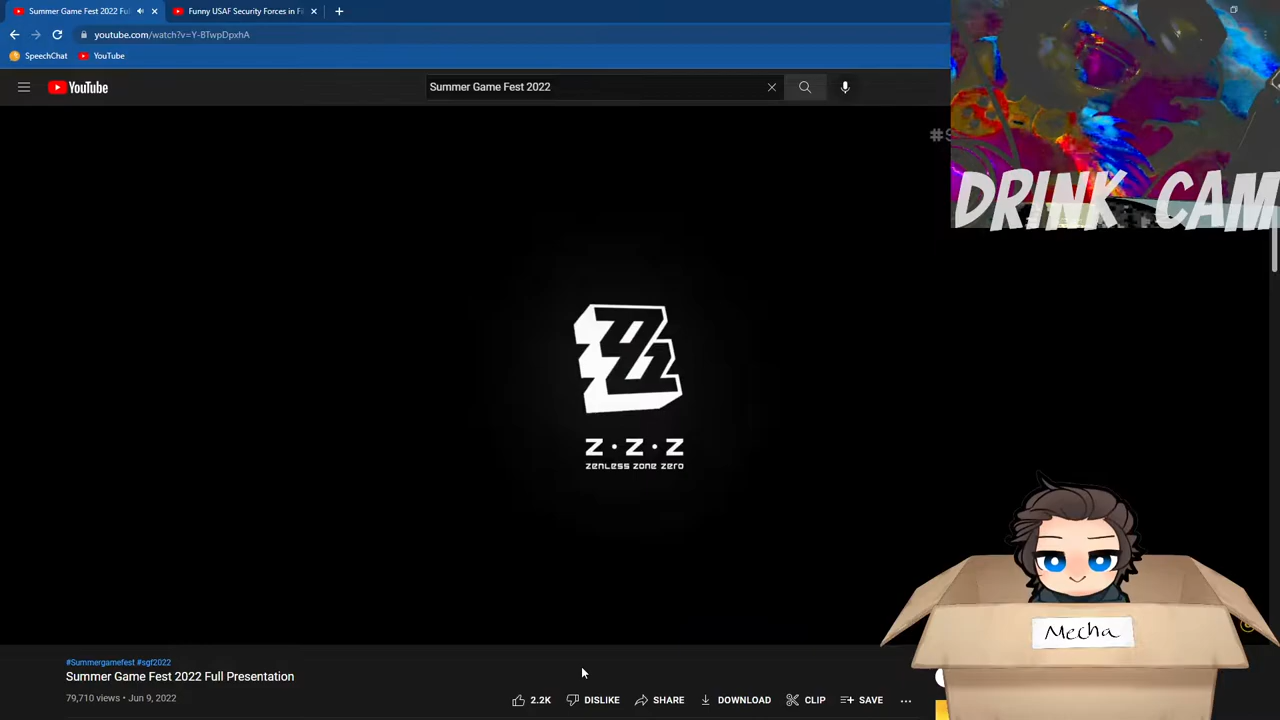 Summer Game Fest 2022 Ful
Funny USAF Security Forces in F
youtube.com/watch?v=Y-8TwpDpxhA
SpeechChat
YouTube
YouTube
Summer Game Fest 2022
DRINK CAM
Z·Z·Z
zenless zone zero
Mecha
#Summergamefest #sgf2022
Summer Game Fest 2022 Full Presentation
79,710 views • Jun 9, 2022
2.2K DISLIKE SHARE DOWNLOAD CLIP SAVE ...